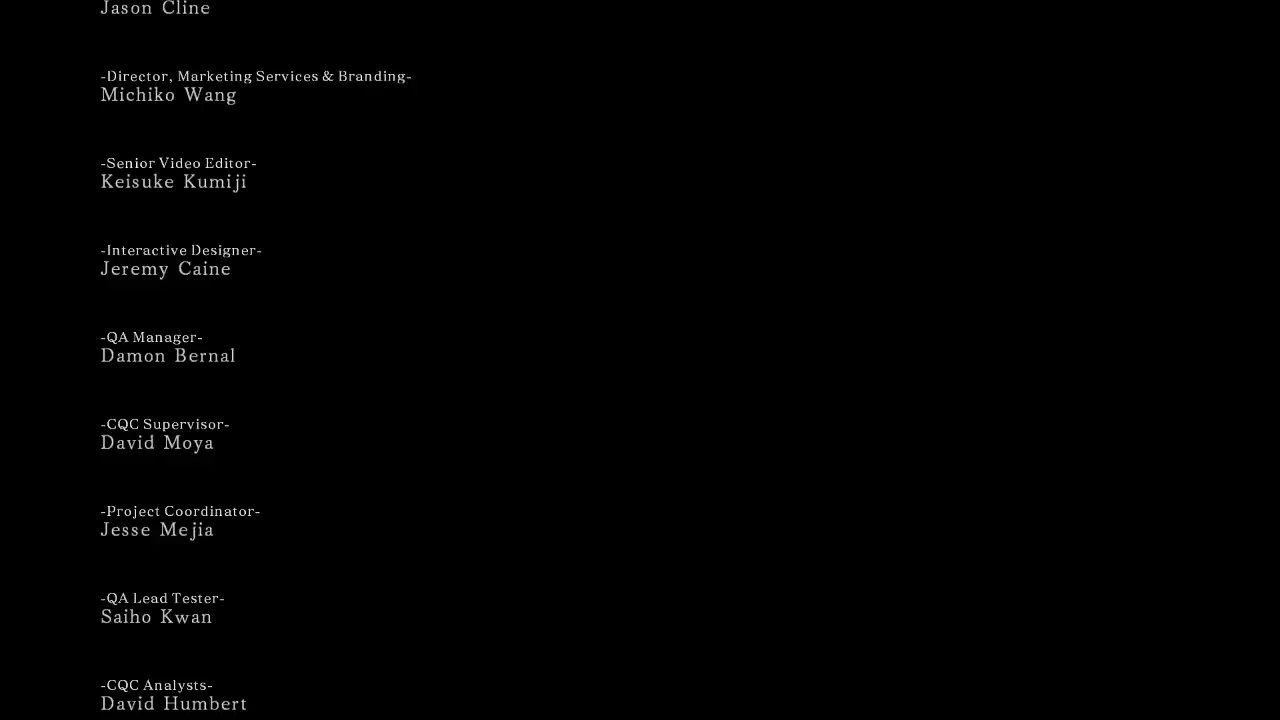 Jason Cline
-Director, Marketing Services & Branding-
Michiko Wang
-Senior Video Editor-
Keisuke Kumiji
-Interactive Designer-
Jeremy Caine
-QA Manager-
Damon Bernal
-CQC Supervisor-
David Moya
-Project Coordinator-
Jesse Mejia
-QA Lead Tester-
Saiho Kwan
-CQC Analysts-
David Humbert